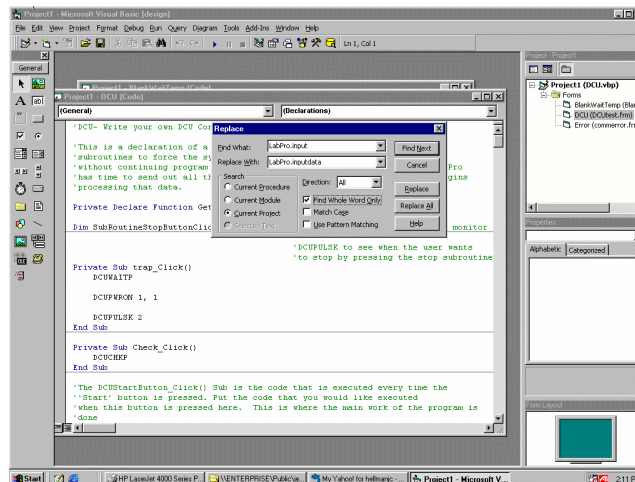 Project1 - Microsoft Visual Basic [design]
File Edit View Project Format Debug Run Query Diagram Tools Add-Ins Window Help
Ln 1, Col 1
General
Project1 - BlankWaitTemp (Code)
Project1 - DCU (Code)
(General)
(Declarations)
'DCU- Write your own DCU Con
'This is a declaration of a
'subroutines to force the sy
'without continuing program
Pro
'has time to send out all th
gins
'processing that data.
Private Declare Function Get
Dim SubRoutineStopButtonClic
monitor
'DCUPULSK to see when the user wants
'to stop by pressing the stop subroutine
Private Sub trap_Click()
DCUWAITP
DCUPWRON 1, 1
DCUPULSK 2
End Sub
Private Sub Check_Click()
DCUCHKP
End Sub
'The DCUStartButton_Click() Sub is the code that is executed every time the
''Start' button is pressed. Put the code that you would like executed
'when this button is pressed here. This is where the main work of the program is
'done
Replace
Find What:
LabPro.input
Replace With:
LabPro.inputdata
Search
Current Procedure
Current Module
Current Project
Selected Text
Direction:
All
Find Whole Word Only
Match Case
Use Pattern Matching
Find Next
Cancel
Replace
Replace All
Help
Project - Project1
Project1 (DCU.vbp)
Forms
BlankWaitTemp (Blan
DCU (DCUtest.frm)
Error (commerror.frm
Properties
Alphabetic
Categorized
Form Layout
Start
HP LaserJet 4000 Series P...
\\ENTERPRISE\Public\je...
My Yahoo! for hellmanjc - ...
Project1 - Microsoft V...
2:11 P